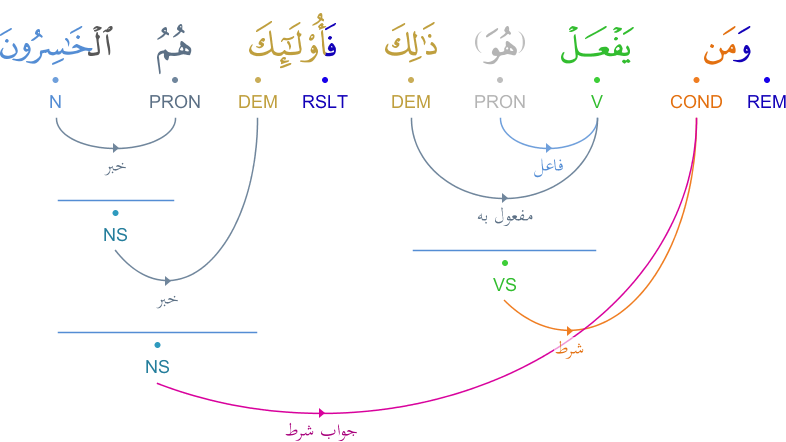 وَمَن يَفْعَلْ (هُوَ) ذَٰلِكَ فَأُو۟لَـٰٓئِكَ هُمُ ٱلْخَـٰسِرُونَ
REM COND V PRON DEM RSLT DEM PRON N
فاعل
خبر
مفعول به
NS
VS
خبر
شرط
NS
جواب شرط